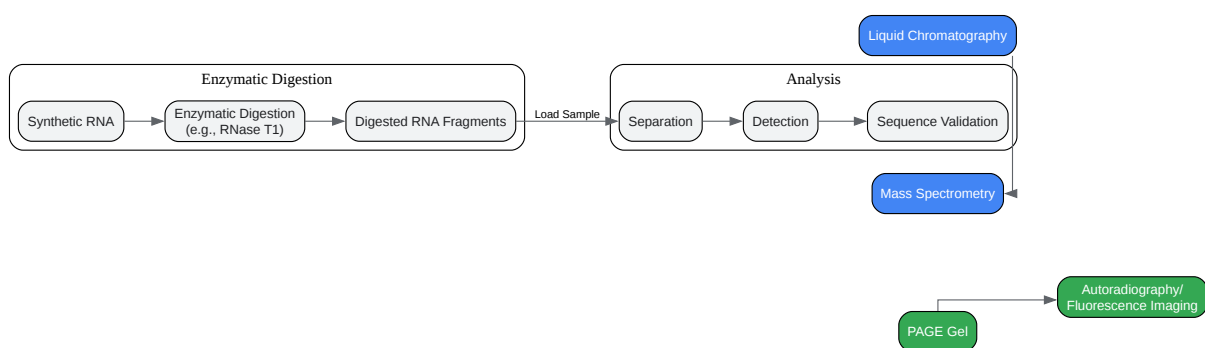 Liquid Chromatography
Enzymatic Digestion
Analysis
Synthetic RNA
Enzymatic Digestion
(e.g., RNase T1)
Digested RNA Fragments
Load Sample
Separation
Detection
Sequence Validation
Mass Spectrometry
Autoradiography/
Fluorescence Imaging
PAGE Gel